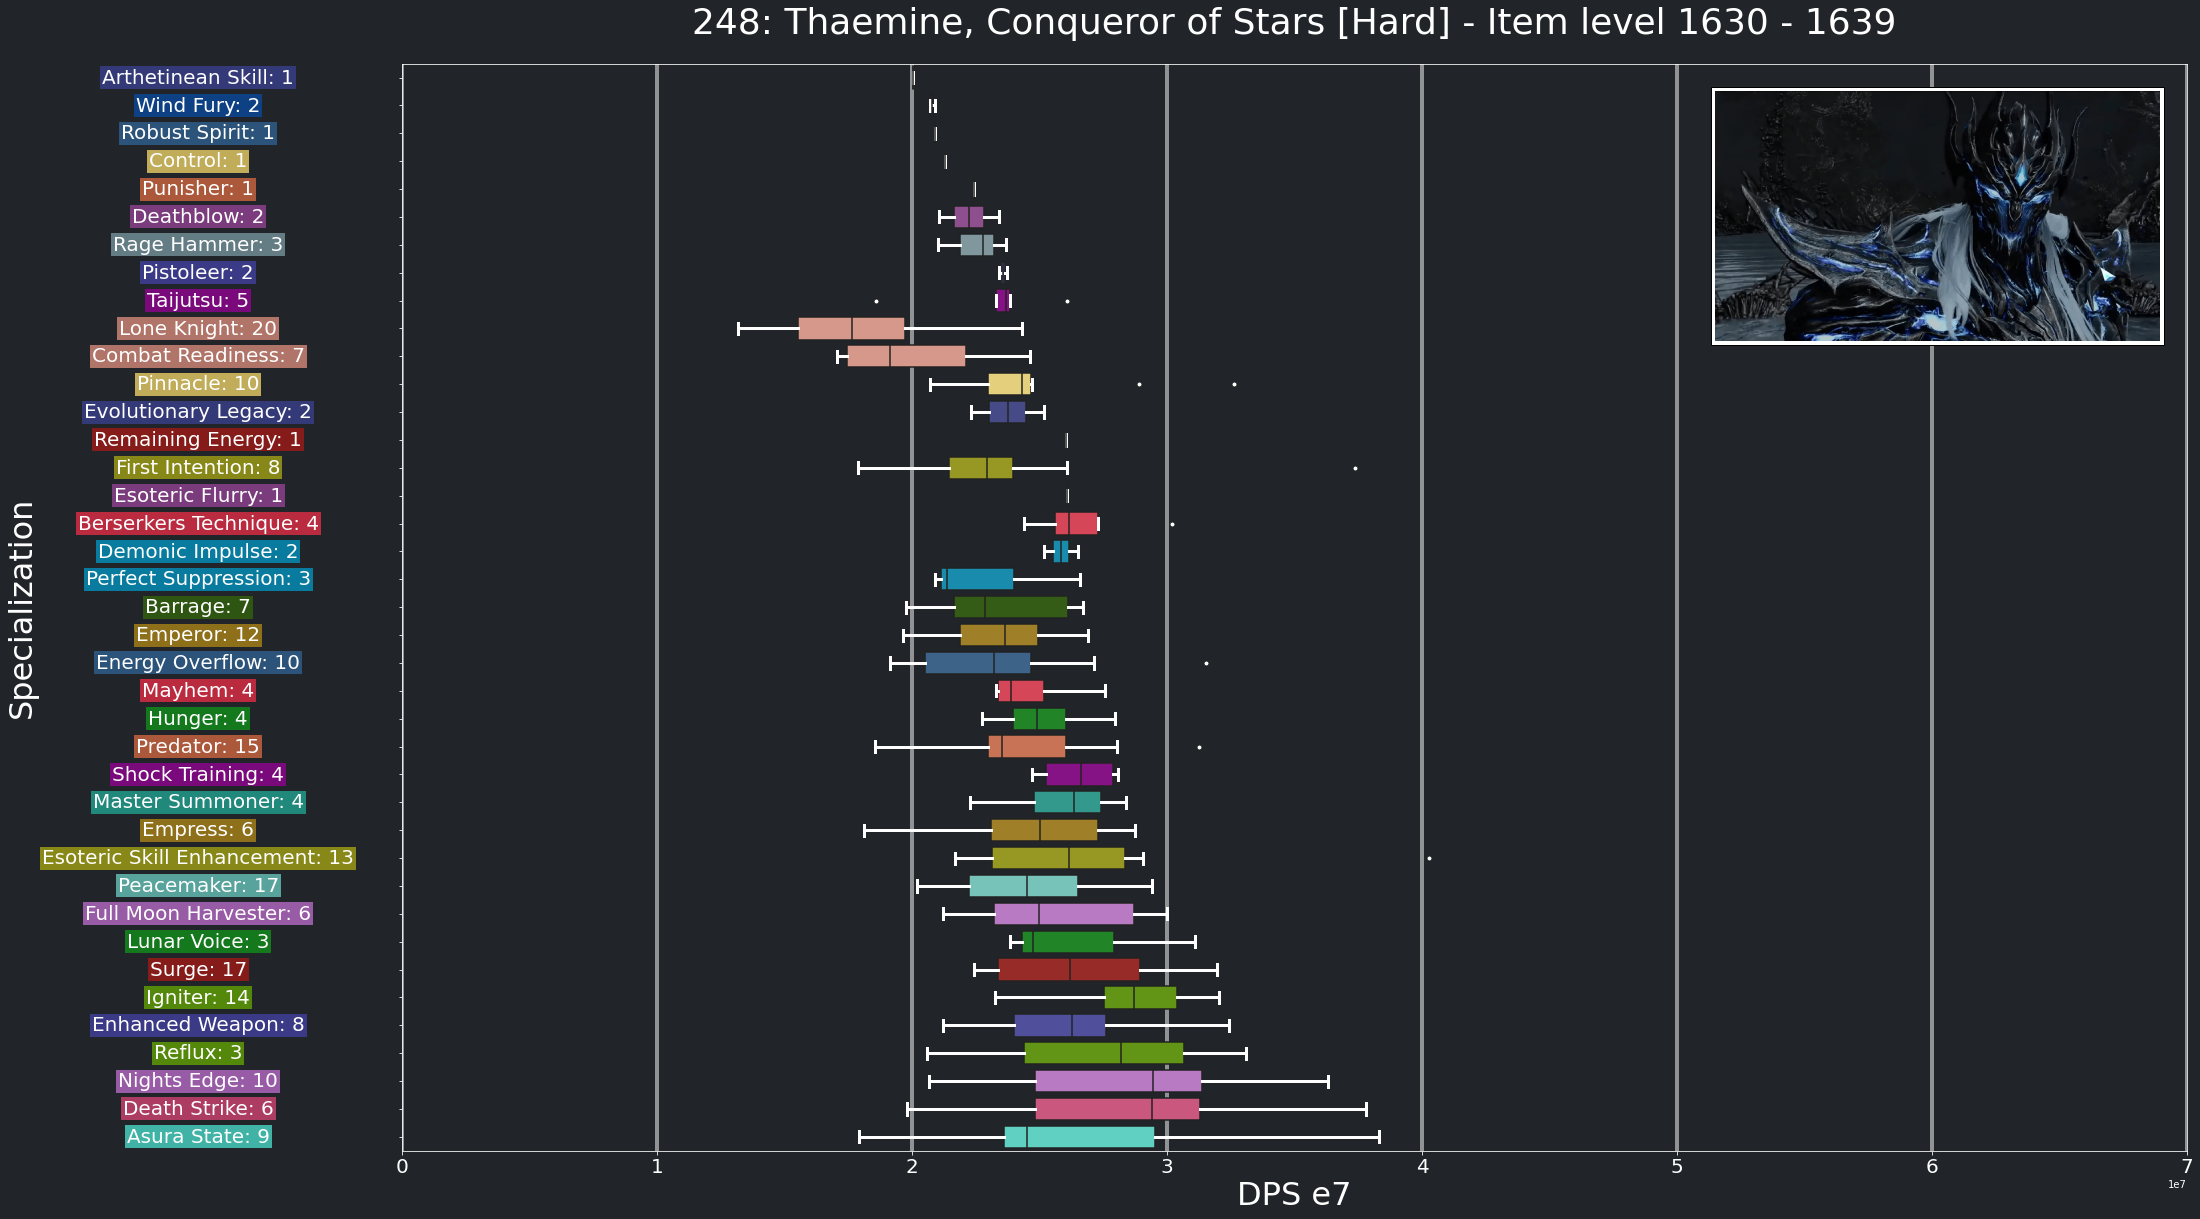 248: Thaemine, Conqueror of Stars [Hard] - Item level 1630 - 1639
Specialization
Arthetinean Skill: 1
Wind Fury: 2
Robust Spirit: 1
Control: 1
Punisher: 1
Deathblow: 2
Rage Hammer: 3
Pistoleer: 2
Taijutsu: 5
Lone Knight: 20
Combat Readiness: 7
Pinnacle: 10
Evolutionary Legacy: 2
Remaining Energy: 1
First Intention: 8
Esoteric Flurry: 1
Berserkers Technique: 4
Demonic Impulse: 2
Perfect Suppression: 3
Barrage: 7
Emperor: 12
Energy Overflow: 10
Mayhem: 4
Hunger: 4
Predator: 15
Shock Training: 4
Master Summoner: 4
Empress: 6
Esoteric Skill Enhancement: 13
Peacemaker: 17
Full Moon Harvester: 6
Lunar Voice: 3
Surge: 17
Igniter: 14
Enhanced Weapon: 8
Reflux: 3
Nights Edge: 10
Death Strike: 6
Asura State: 9
0 1 2 3 4 5 6 7
1e7
DPS e7